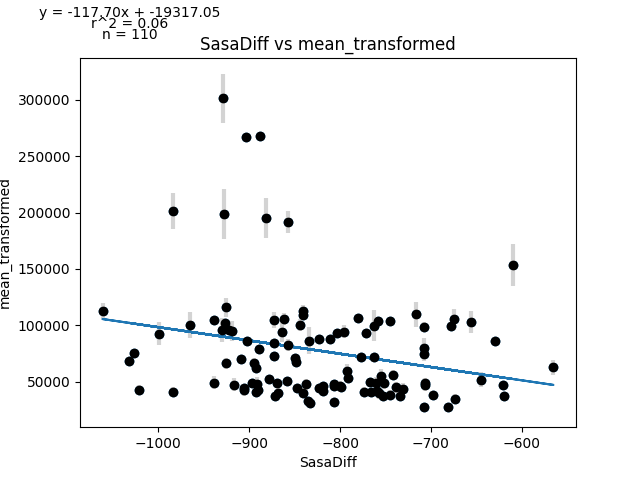 y = -117.70x + -19317.05
r^2 = 0.06
n = 110
SasaDiff vs mean_transformed
300000
250000
200000
150000
100000
50000
mean_transformed
−1000
−900
−800
−700
−600
SasaDiff